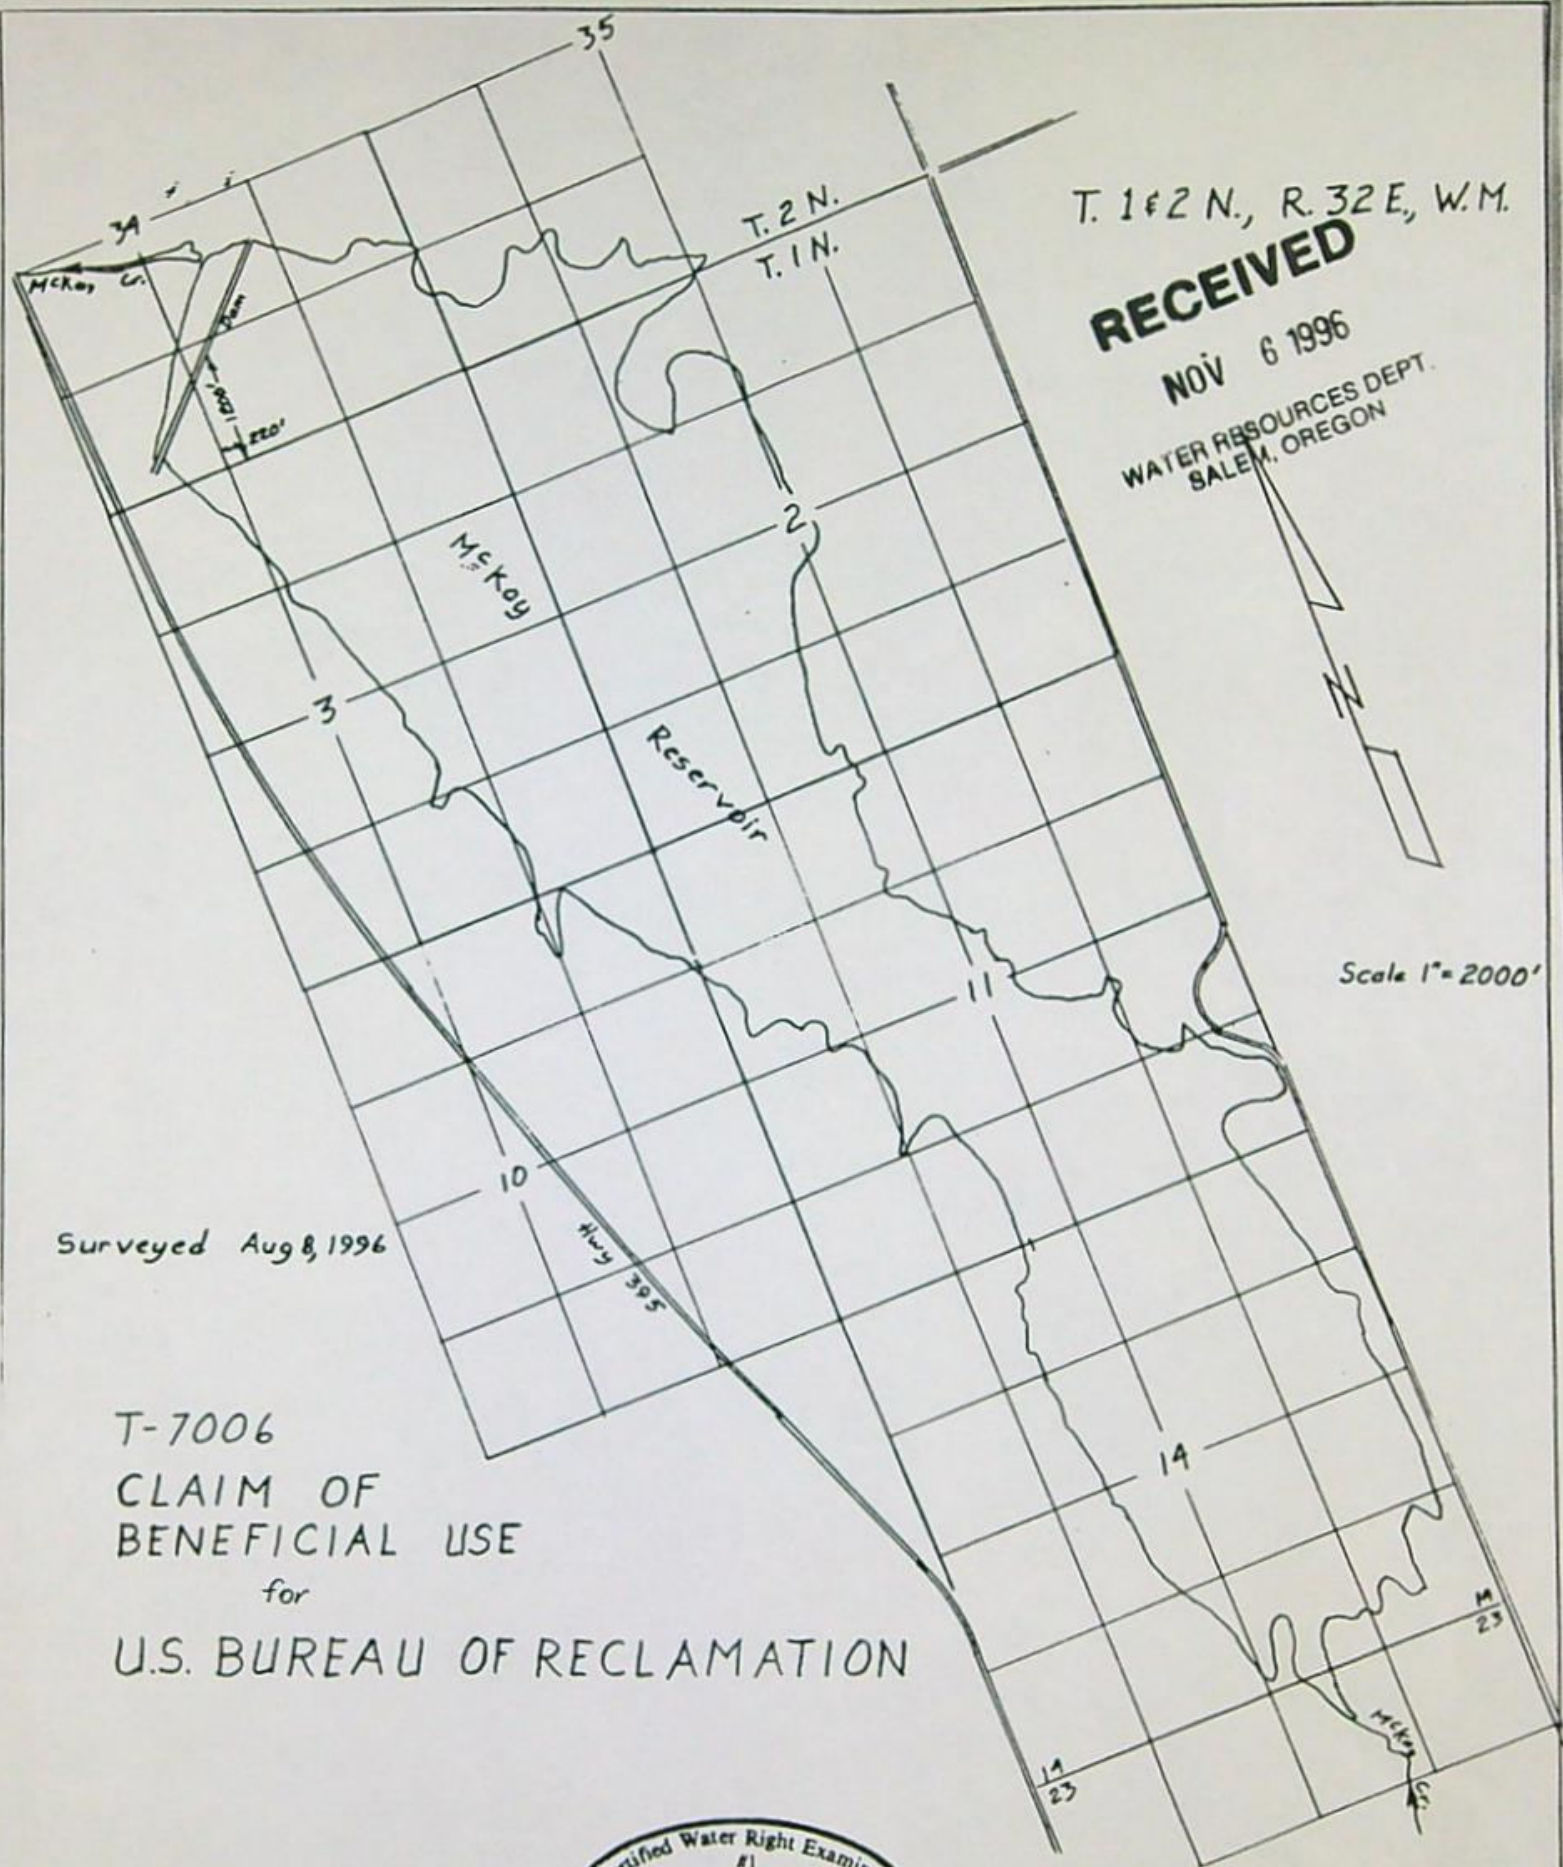 35
34
McKay Cr.
Dam
1200'
220'
T. 2 N.
T. 1 N.
T. 1 & 2 N., R. 32 E., W.M.
RECEIVED
NOV 6 1996
WATER RESOURCES DEPT.
SALEM, OREGON
2
McKay
3
Reservoir
N
11
Scale 1" = 2000'
10
Surveyed Aug 8, 1996
Hwy 395
T-7006
CLAIM OF
BENEFICIAL USE
for
U.S. BUREAU OF RECLAMATION
14
14
23
McKay Cr.
14
23
Certified Water Right Examiner